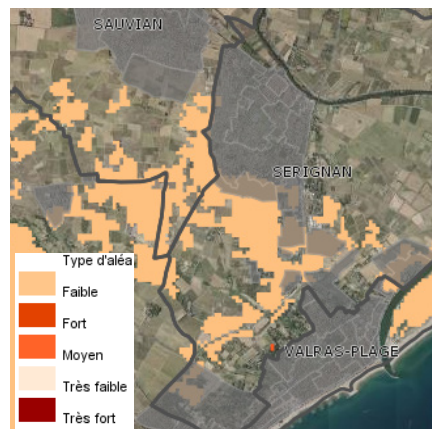 SAUVIAN
SERIGNAN
VALRAS-PLAGE
Type d'aléa
Faible
Fort
Moyen
Très faible
Très fort